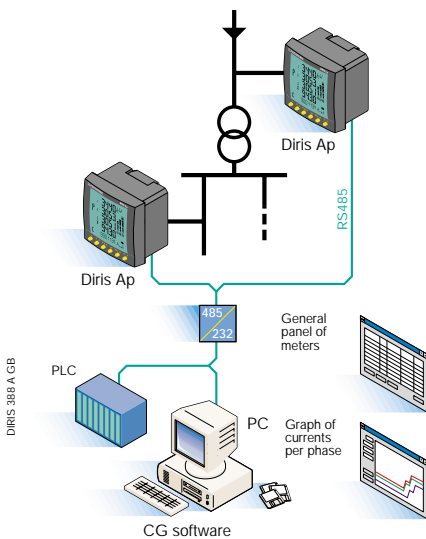 Diris Ap
RS485
Diris Ap
485
232
General
panel of
meters
PLC
PC
Graph of
currents
per phase
DIRIS 388 A GB
CG software